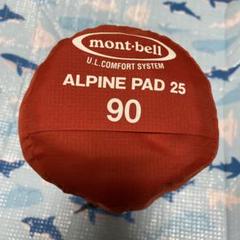 mont·bell
U.L.COMFORT SYSTEM
ALPINE PAD 25
90